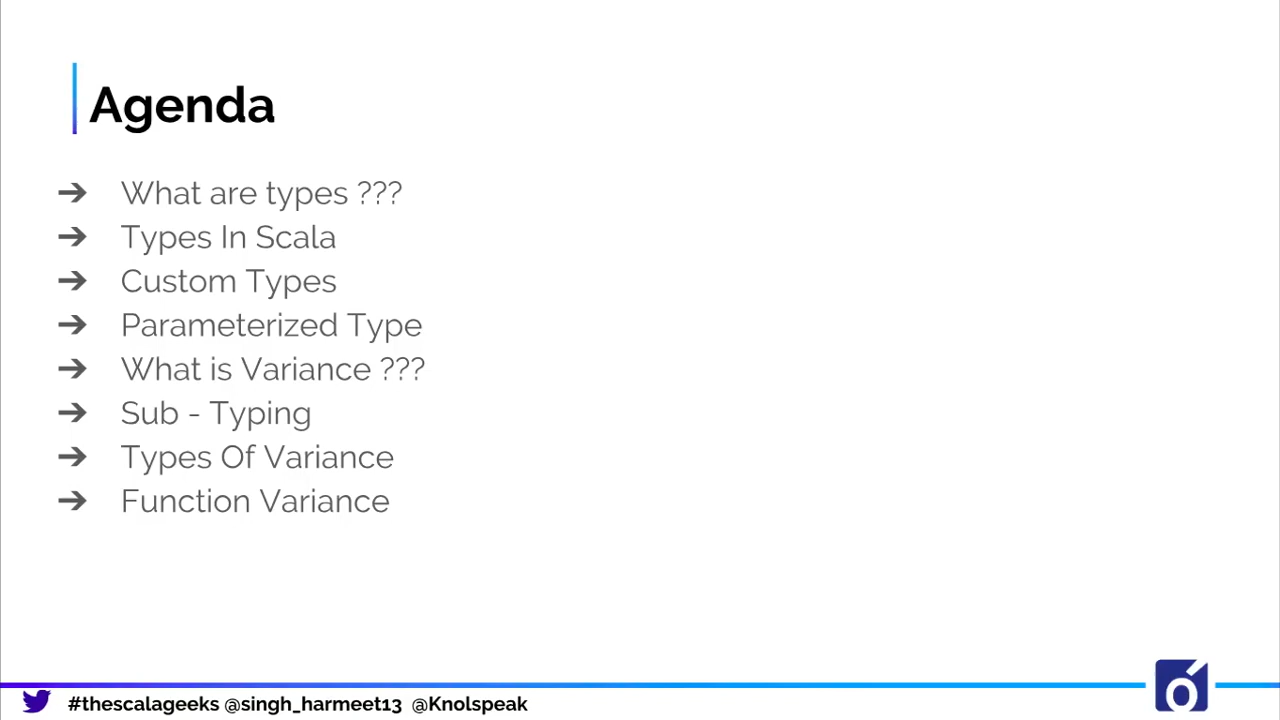 Agenda
➔ What are types ???
➔ Types In Scala
➔ Custom Types
➔ Parameterized Type
➔ What is Variance ???
➔ Sub - Typing
➔ Types Of Variance
➔ Function Variance
#thescalageeks @singh_harmeet13 @Knolspeak